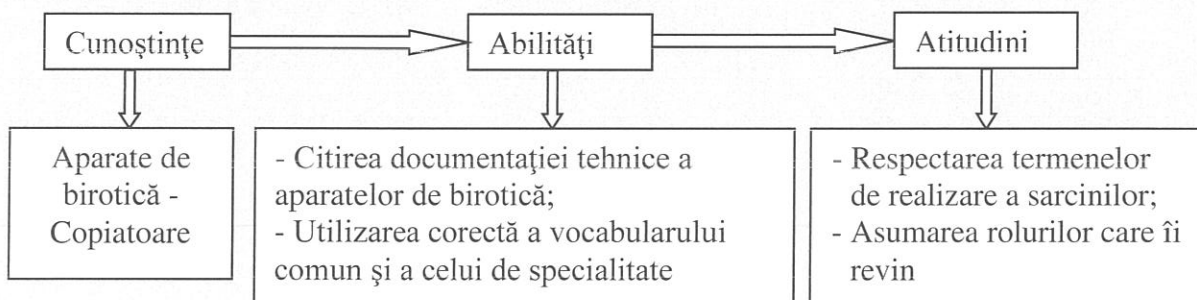 Cunoştinţe
Abilităţi
Atitudini
Aparate de
birotică -
Copiatoare
- Citirea documentaţiei tehnice a
aparatelor de birotică;
- Utilizarea corectă a vocabularului
comun şi a celui de specialitate
- Respectarea termenelor
de realizare a sarcinilor;
- Asumarea rolurilor care îi
revin